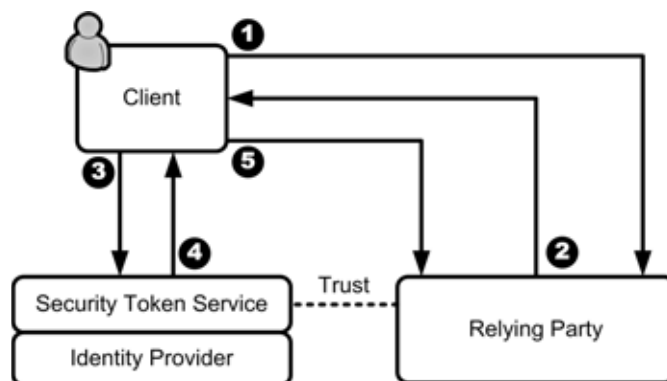 1
Client
3
5
4
2
Trust
Security Token Service
Relying Party
Identity Provider